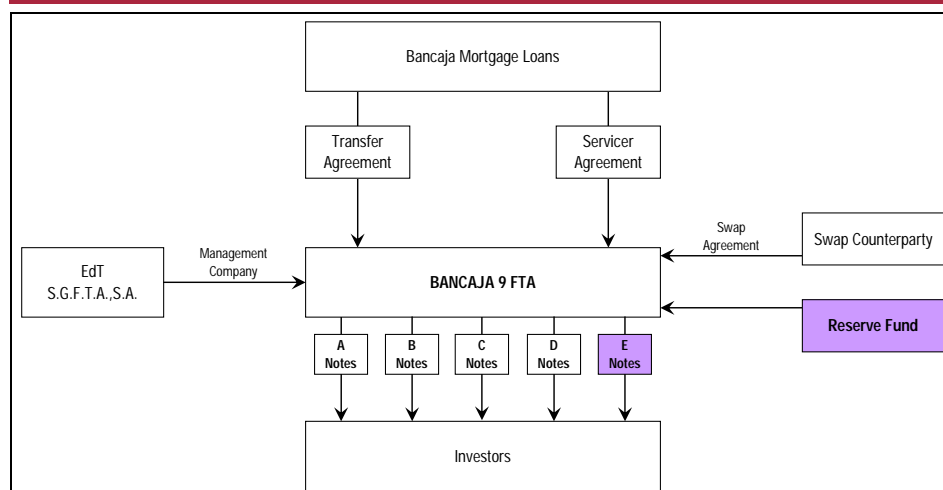 Bancaja Mortgage Loans
Transfer
Agreement
Servicer
Agreement
EdT
S.G.F.T.A.,S.A.
Management
Company
BANCAJA 9 FTA
Swap
Agreement
Swap Counterparty
Reserve Fund
A
Notes
B
Notes
C
Notes
D
Notes
E
Notes
Investors